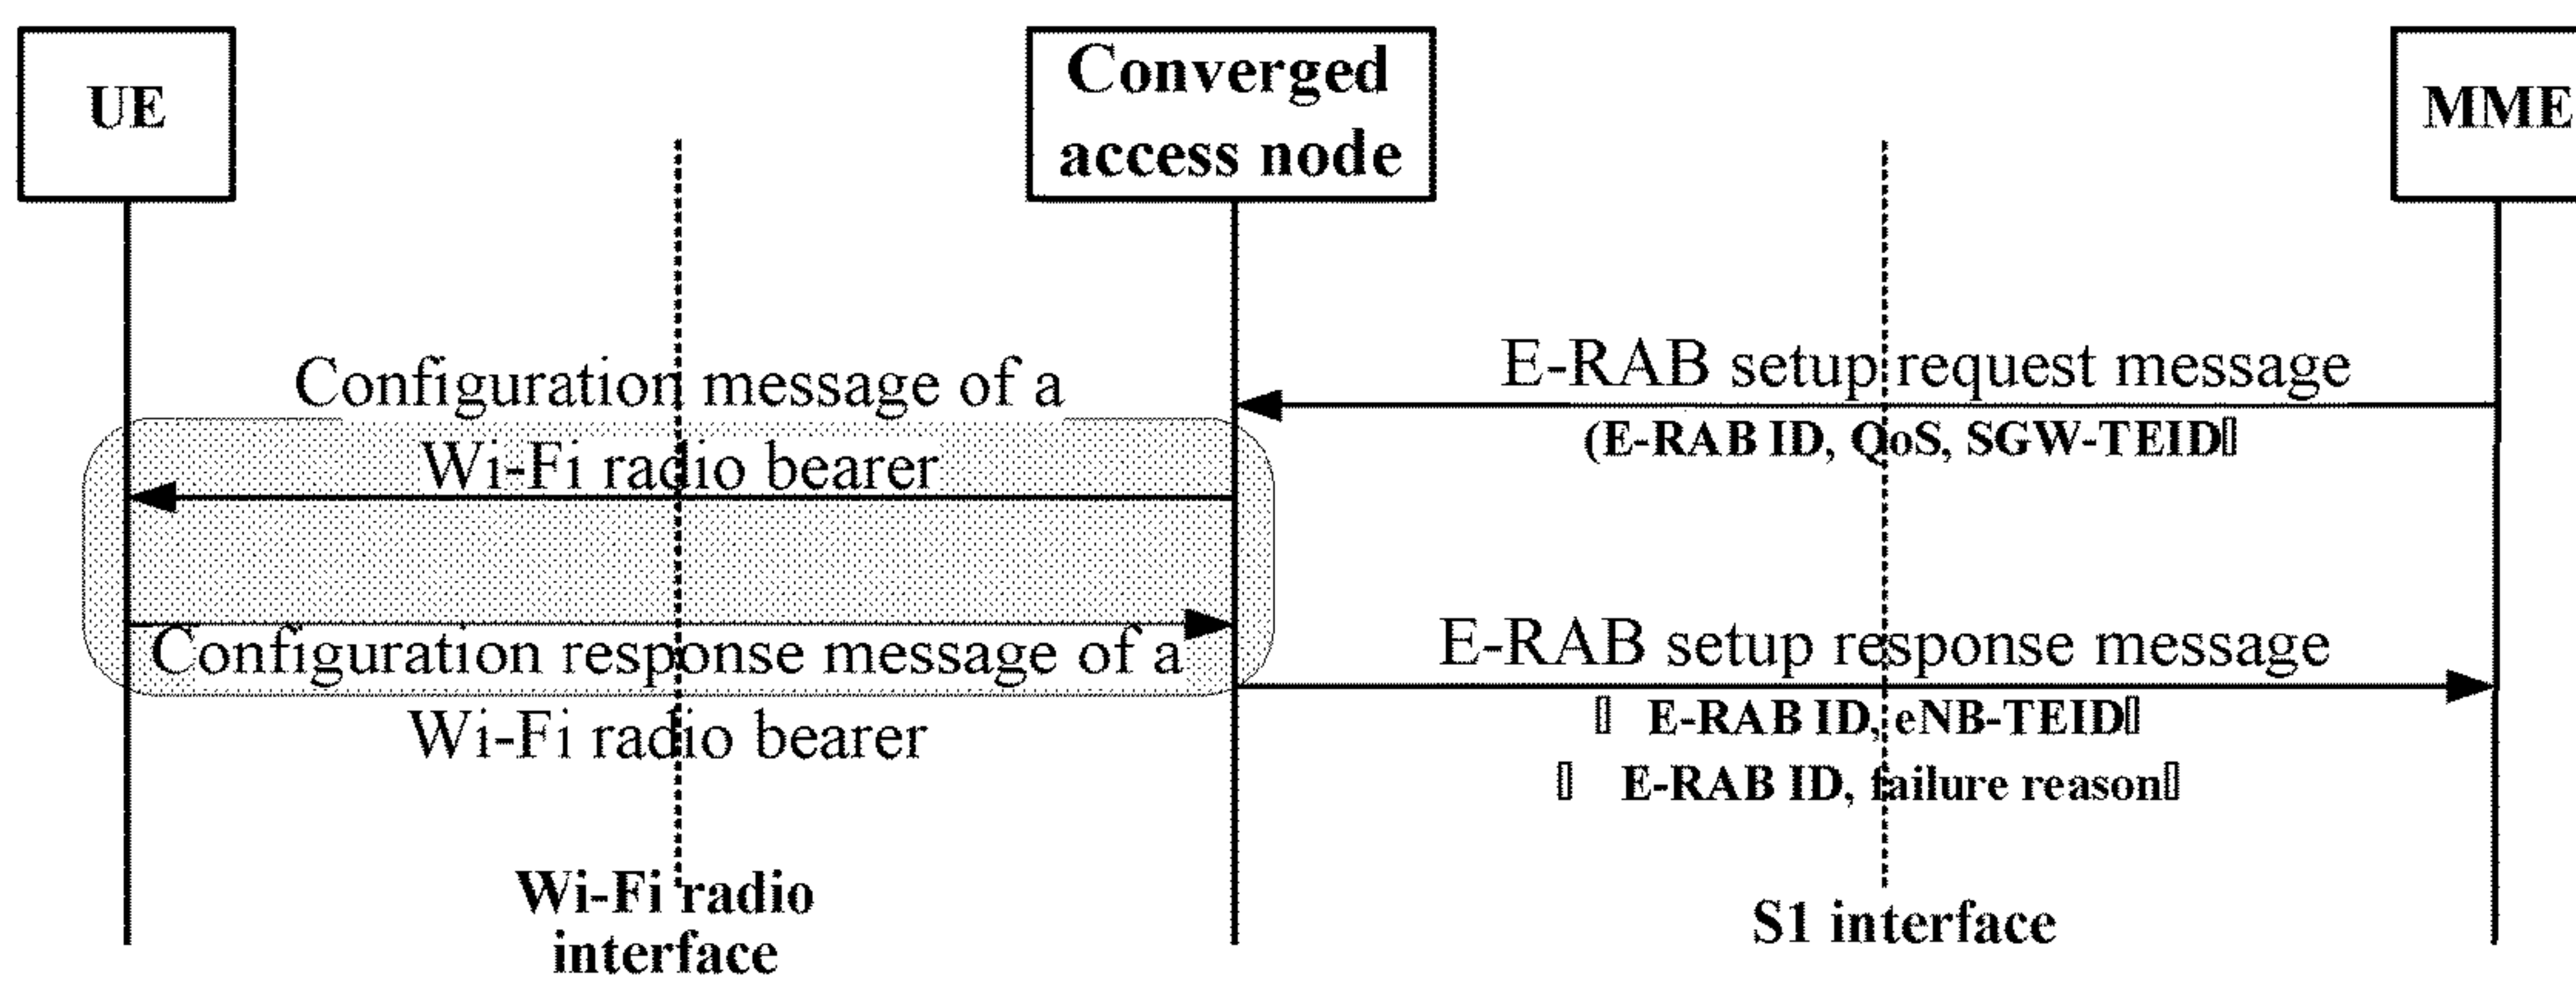 UE
Converged
access node
MME
Configuration message of a
Wi-Fi radio bearer
E-RAB setup request message
(E-RAB ID, QoS, SGW-TEID▯
Configuration response message of a
Wi-Fi radio bearer
E-RAB setup response message
▯ E-RAB ID, eNB-TEID▯
▯ E-RAB ID, failure reason▯
Wi-Fi radio
interface
S1 interface